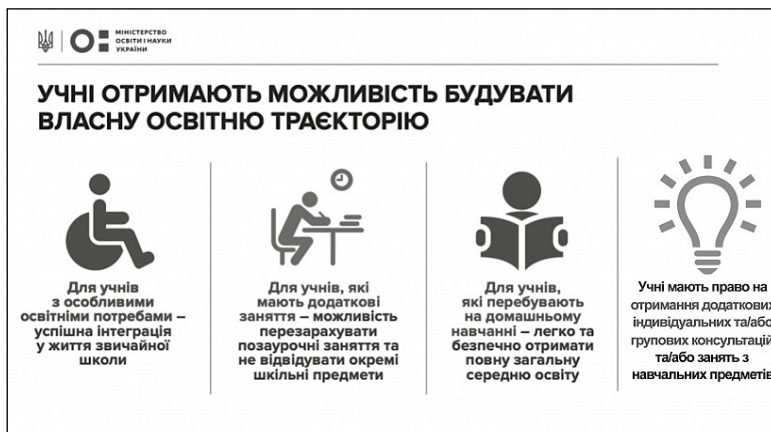 МІНІСТЕРСТВО
ОСВІТИ І НАУКИ
УКРАЇНИ
УЧНІ ОТРИМАЮТЬ МОЖЛИВІСТЬ БУДУВАТИ
ВЛАСНУ ОСВІТНЮ ТРАЄКТОРІЮ
Для учнів
з особливими
освітніми потребами –
успішна інтеграція
у життя звичайної
школи
Для учнів, які
мають додаткові
заняття – можливість
перезарахувати
позаурочні заняття та
не відвідувати окремі
шкільні предмети
Для учнів,
які перебувають
на домашньому
навчанні – легко та
безпечно отримати
повну загальну
середню освіту
Учні мають право на
отримання додаткових
індивідуальних та/або
групових консультацій
та/або занять з
навчальних предметів